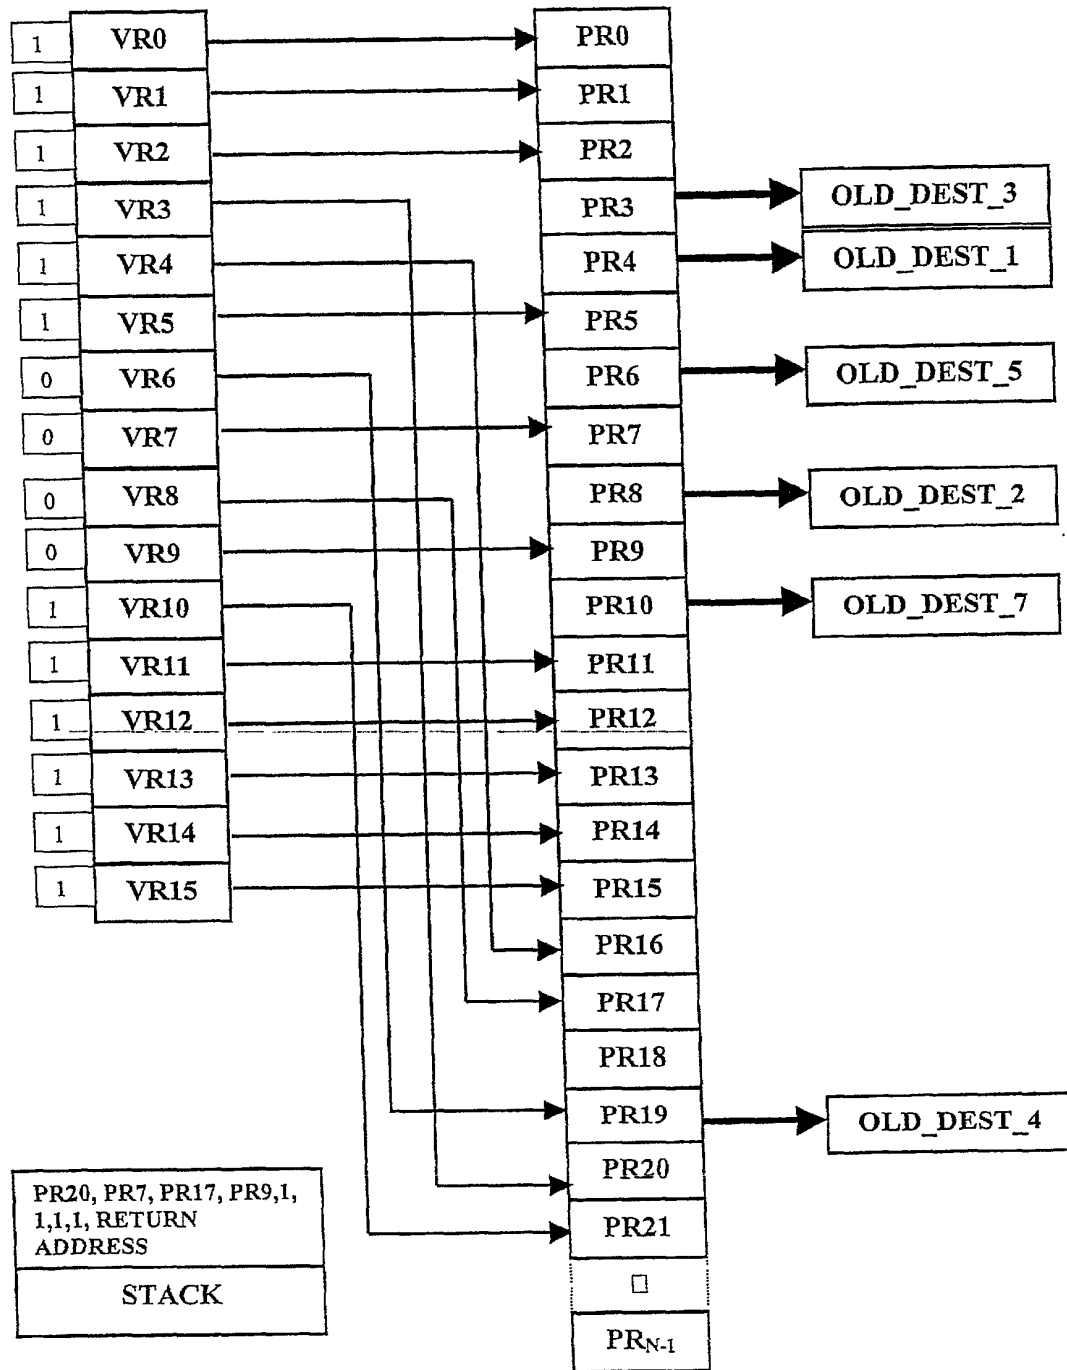 1 VR0 PR0
1 VR1 PR1
1 VR2 PR2
1 VR3 PR3 OLD_DEST_3
1 VR4 PR4 OLD_DEST_1
1 VR5 PR5
0 VR6 PR6 OLD_DEST_5
0 VR7 PR7
0 VR8 PR8 OLD_DEST_2
0 VR9 PR9
1 VR10 PR10 OLD_DEST_7
1 VR11 PR11
1 VR12 PR12
1 VR13 PR13
1 VR14 PR14
1 VR15 PR15
PR16
PR17
PR18
PR19 OLD_DEST_4
PR20
PR21
PRN-1
PR20, PR7, PR17, PR9,1,
1,1,1, RETURN
ADDRESS
STACK